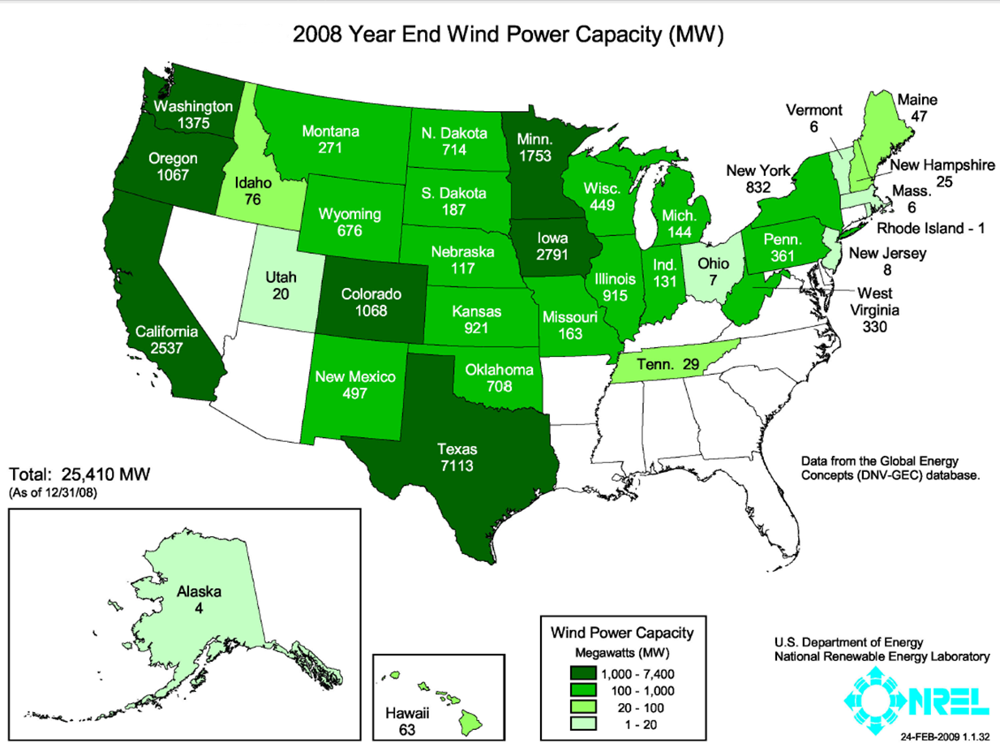 2008 Year End Wind Power Capacity (MW)
Washington
1375
Oregon
1067
California
2537
Idaho
76
Montana
271
Wyoming
676
Utah
20
Colorado
1068
New Mexico
497
N. Dakota
714
S. Dakota
187
Nebraska
117
Kansas
921
Oklahoma
708
Texas
7113
Minn.
1753
Iowa
2791
Missouri
163
Wisc.
449
Illinois
915
Mich.
144
Ind.
131
Ohio
7
Tenn. 29
Penn.
361
New York
832
Vermont
6
Maine
47
New Hampshire
25
Mass.
6
Rhode Island - 1
New Jersey
8
West
Virginia
330
Total: 25,410 MW
(As of 12/31/08)
Data from the Global Energy
Concepts (DNV-GEC) database.
Alaska
4
Hawaii
63
Wind Power Capacity
Megawatts (MW)
1,000 - 7,400
100 - 1,000
20 - 100
1 - 20
U.S. Department of Energy
National Renewable Energy Laboratory
NREL
24-FEB-2009 1.1.32